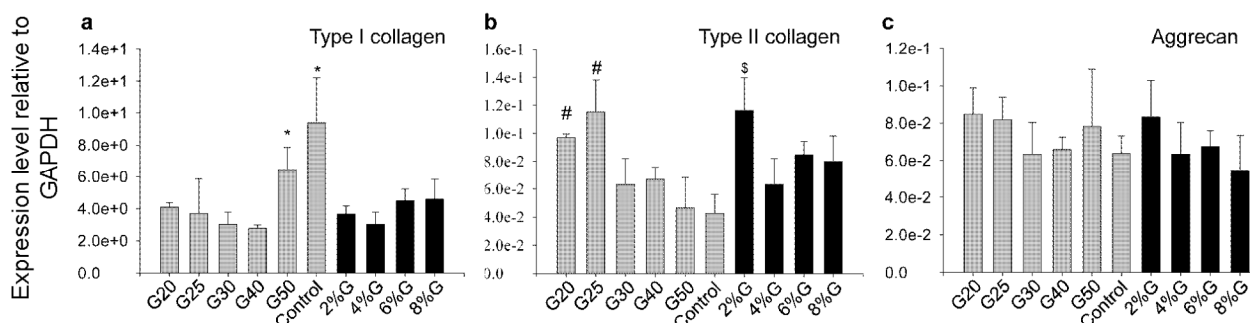 Expression level relative to
GAPDH
a
Type I collagen
1.4e+1
1.2e+1
1.0e+1
8.0e+0
6.0e+0
4.0e+0
2.0e+0
0.0
*
*
G20
G25
G30
G40
G50
Control
2%G
4%G
6%G
8%G
b
Type II collagen
1.6e-1
1.4e-1
1.2e-1
1.0e-1
8.0e-2
6.0e-2
4.0e-2
2.0e-2
0.0
#
#
$
G20
G25
G30
G40
G50
Control
2%G
4%G
6%G
8%G
c
Aggrecan
1.2e-1
1.0e-1
8.0e-2
6.0e-2
4.0e-2
2.0e-2
0.0
G20
G25
G30
G40
G50
Control
2%G
4%G
6%G
8%G